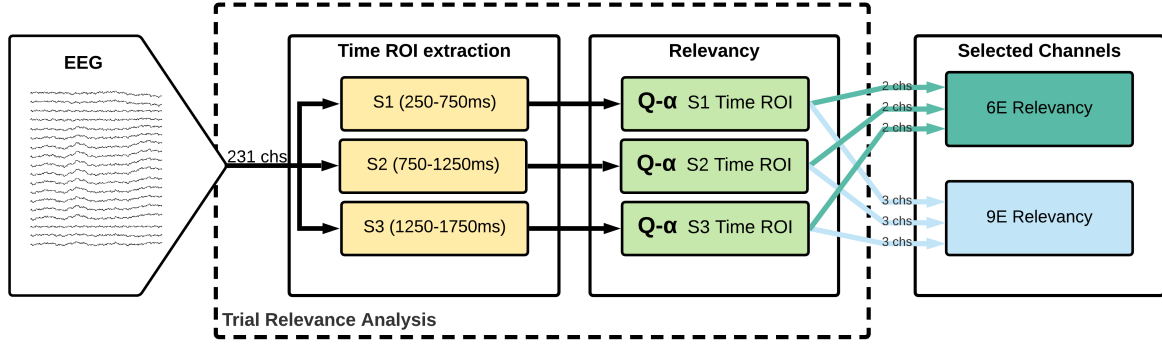 EEG
231 chs
Time ROI extraction
S1 (250-750ms)
S2 (750-1250ms)
S3 (1250-1750ms)
Relevancy
Q-α S1 Time ROI
Q-α S2 Time ROI
Q-α S3 Time ROI
2 chs
2 chs
2 chs
3 chs
3 chs
3 chs
Selected Channels
6E Relevancy
9E Relevancy
Trial Relevance Analysis